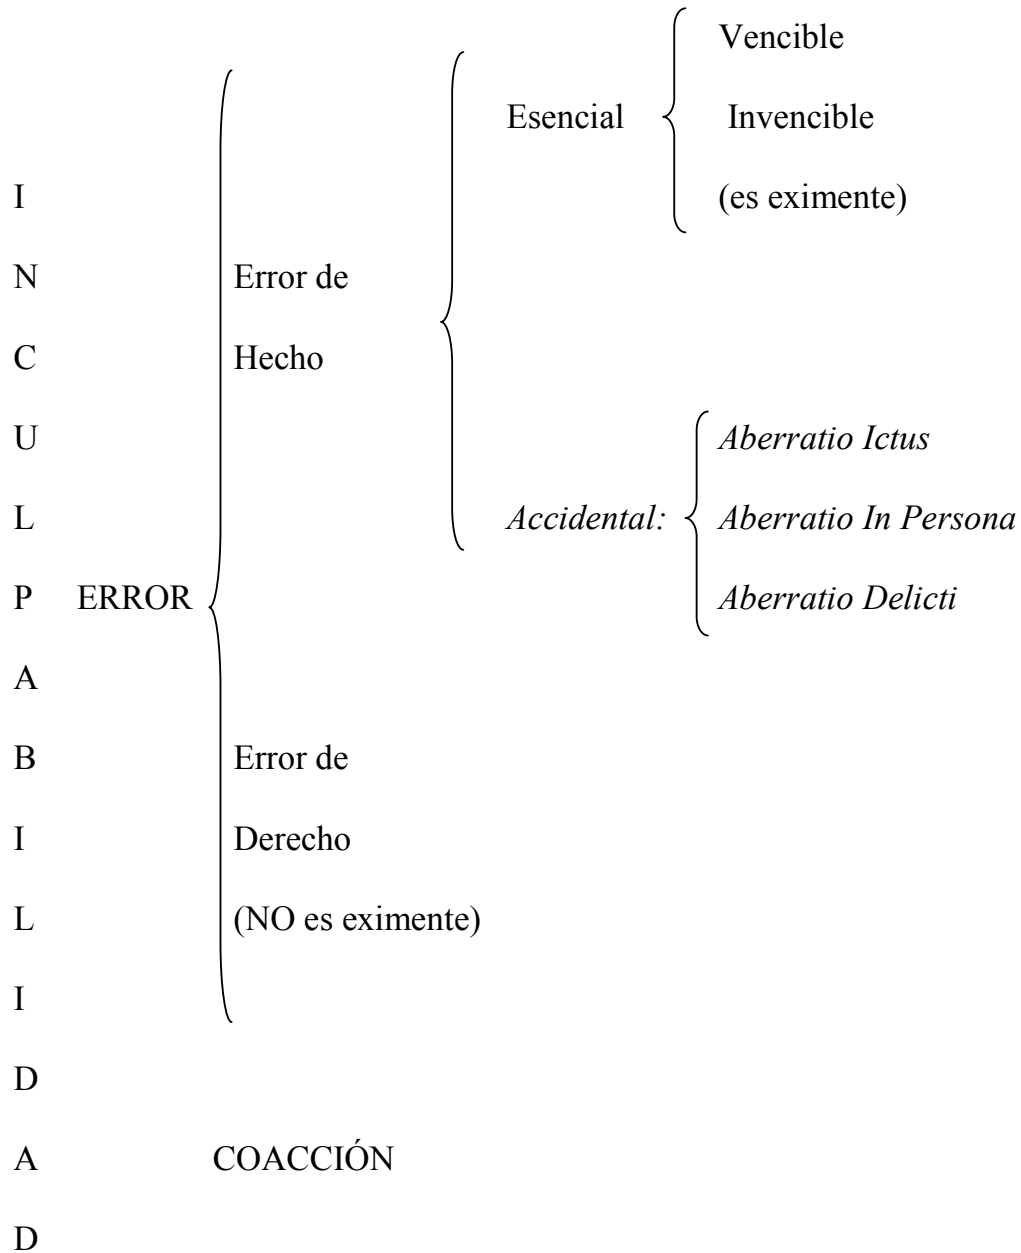 Vencible
Esencial Invencible
I (es eximente)
N Error de
C Hecho
U Aberratio Ictus
L Accidental: Aberratio In Persona
P ERROR Aberratio Delicti
A
B Error de
I Derecho
L (NO es eximente)
I
D
A COACCIÓN
D